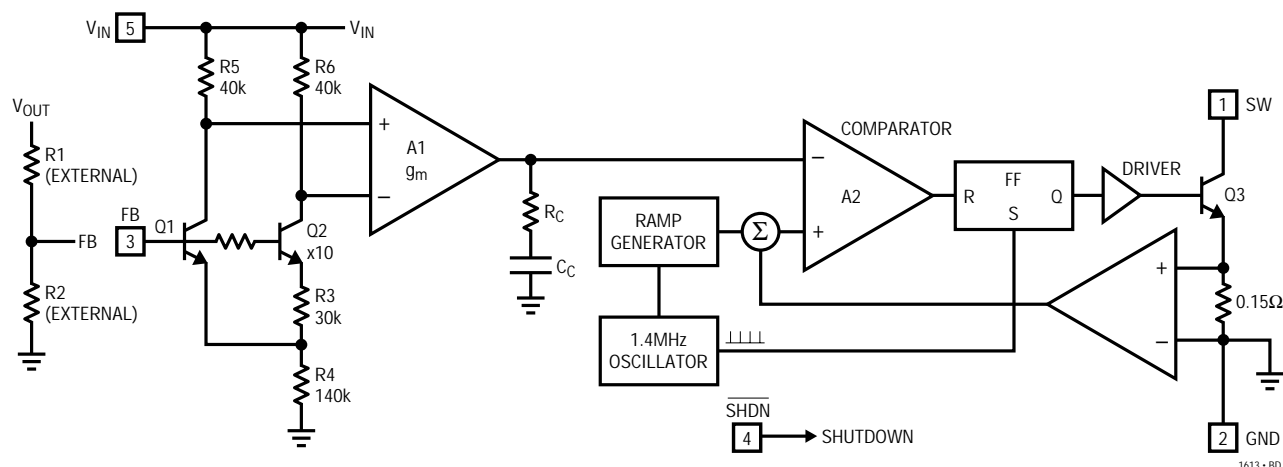 VIN 5 VIN
R5
40k
R6
40k
VOUT
R1
(EXTERNAL)
FB
R2
(EXTERNAL)
FB
3
Q1
Q2
x10
R3
30k
R4
140k
+
A1
gm
−
RC
CC
COMPARATOR
−
A2
+
RAMP
GENERATOR
Σ
1.4MHz
OSCILLATOR
FF
R Q
S
DRIVER
1 SW
Q3
+
−
0.15Ω
SHDN
4 SHUTDOWN
2 GND
1613 • BD